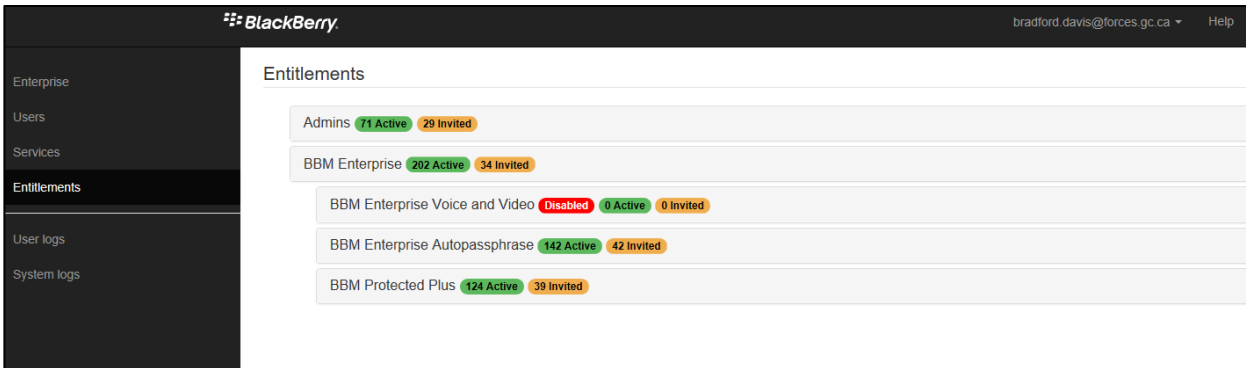 BlackBerry.
bradford.davis@forces.gc.ca Help
Enterprise
Users
Services
Entitlements
User logs
System logs
Entitlements
Admins 71 Active 29 Invited
BBM Enterprise 202 Active 34 Invited
BBM Enterprise Voice and Video Disabled 0 Active 0 Invited
BBM Enterprise Autopassphrase 142 Active 42 Invited
BBM Protected Plus 124 Active 39 Invited